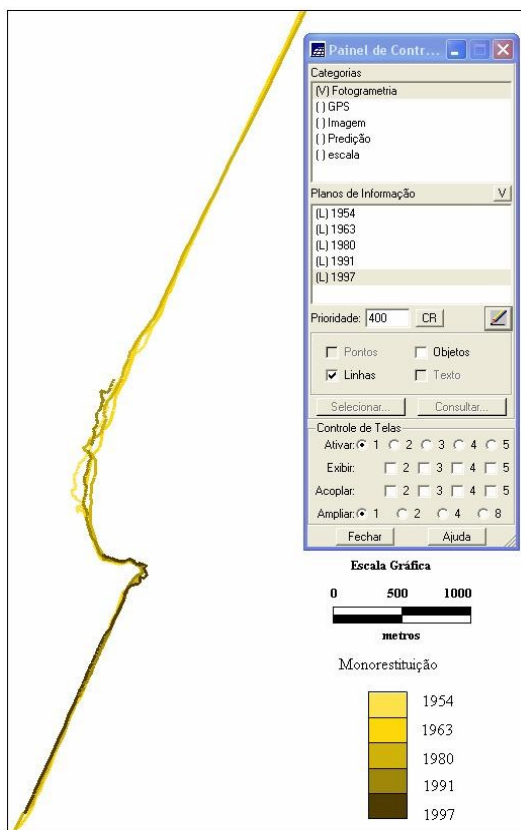 Painel de Contr...
Categorias
(V) Fotogrametria
( ) GPS
( ) Imagem
( ) Predição
( ) escala
Planos de Informação V
(L) 1954
(L) 1963
(L) 1980
(L) 1991
(L) 1997
Prioridade: 400 CR
Pontos Objetos
Linhas Texto
Selecionar... Consultar...
Controle de Telas
Ativar: 1 2 3 4 5
Exibir: 2 3 4 5
Acoplar: 2 3 4 5
Ampliar: 1 2 4 8
Fechar Ajuda
Escala Gráfica
0 500 1000
metros
Monorestituição
1954
1963
1980
1991
1997